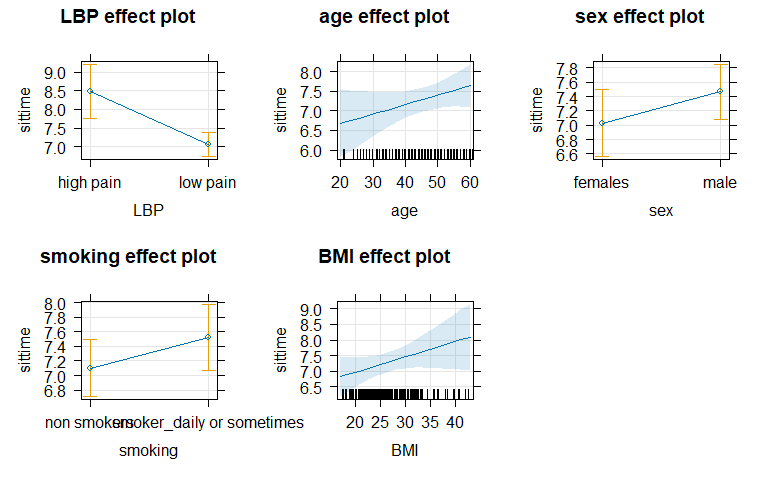 LBP effect plot
sittime
9.0
8.5
8.0
7.5
7.0
high pain low pain
LBP
age effect plot
sittime
8.0
7.5
7.0
6.5
6.0
20 30 40 50 60
age
sex effect plot
sittime
7.8
7.6
7.4
7.2
7.0
6.8
6.6
females male
sex
smoking effect plot
sittime
8.0
7.8
7.6
7.4
7.2
7.0
6.8
non smokers smoker_daily or sometimes
smoking
BMI effect plot
sittime
9.0
8.5
8.0
7.5
7.0
6.5
20 25 30 35 40
BMI